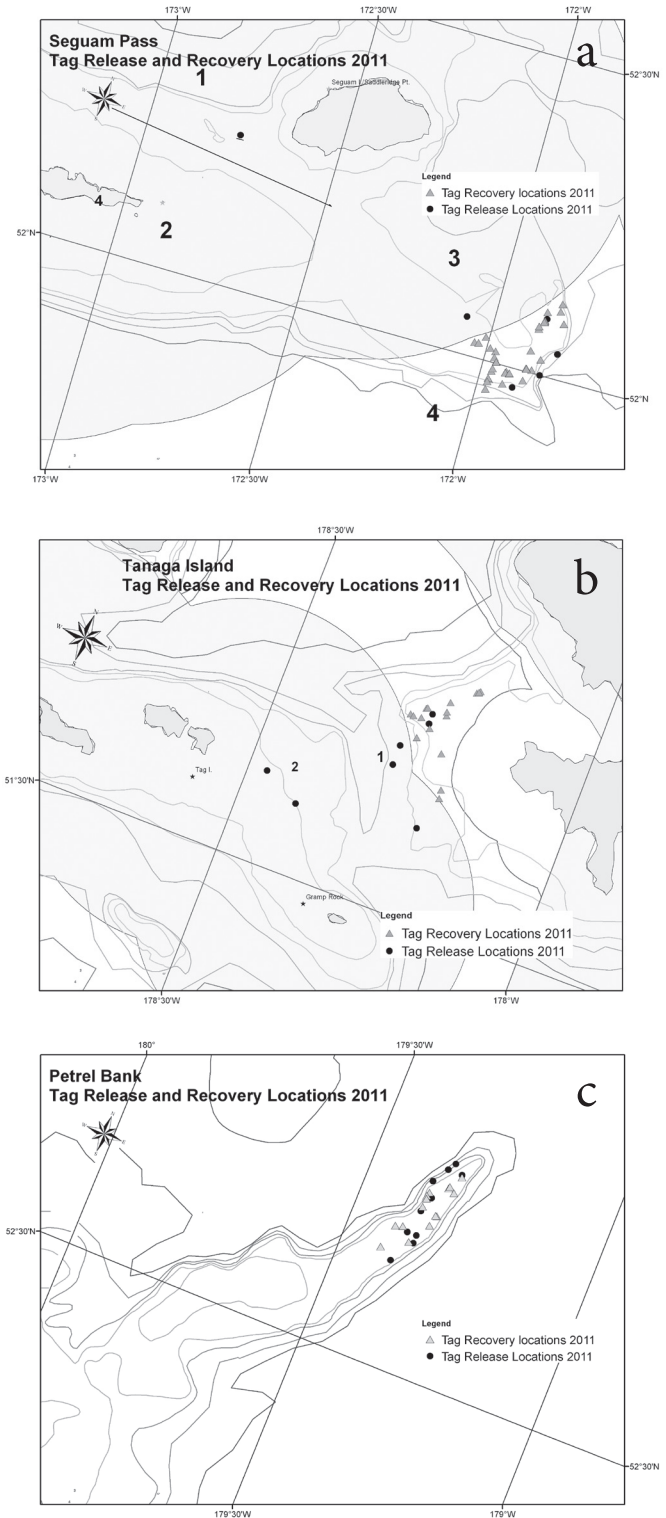 173°W
172°30'W
172°W
Seguam Pass
Tag Release and Recovery Locations 2011
a
1
52°30'N
N
W
E
S
Seguam I./Saddleridge Pt.
Legend
Tag Recovery locations 2011
Tag Release Locations 2011
4
2
52°N
3
4
52°N
173°W
172°30'W
172°W
178°30'W
Tanaga Island
Tag Release and Recovery Locations 2011
b
N
W
E
S
1
2
Tag I.
51°30'N
Gramp Rock
Legend
Tag Recovery Locations 2011
Tag Release Locations 2011
178°30'W
178°W
180°
179°30'W
Petrel Bank
Tag Release and Recovery Locations 2011
c
N
W
E
S
52°30'N
Legend
Tag Recovery locations 2011
Tag Release Locations 2011
52°30'N
179°30'W
179°W